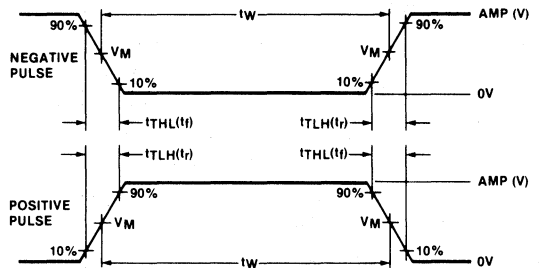 tW
AMP (V)
90%
90%
NEGATIVE
PULSE
VM
VM
10%
10%
0V
tTHL(tf)
tTLH(tr)
tTLH(tr)
tTHL(tf)
AMP (V)
90%
90%
POSITIVE
PULSE
VM
VM
10%
10%
0V
tW